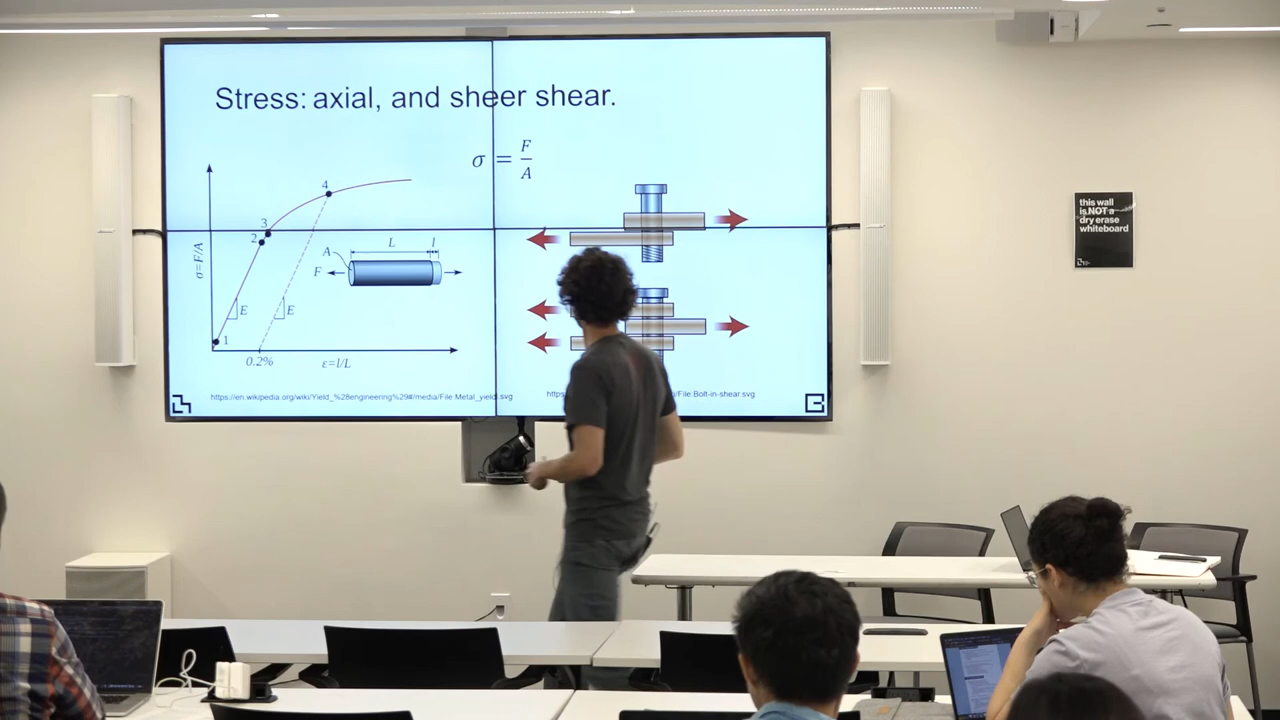 Stress: axial, and sheer shear.
σ = F/A
4
3
2
1
σ=F/A
E
E
0.2%
ε=l/L
A
L
l
F
https://en.wikipedia.org/wiki/Yield_%28engineering%29#/media/File:Metal_yield.svg
https
/File:Bolt-in-shear.svg
this wall
is NOT a
dry erase
whiteboard